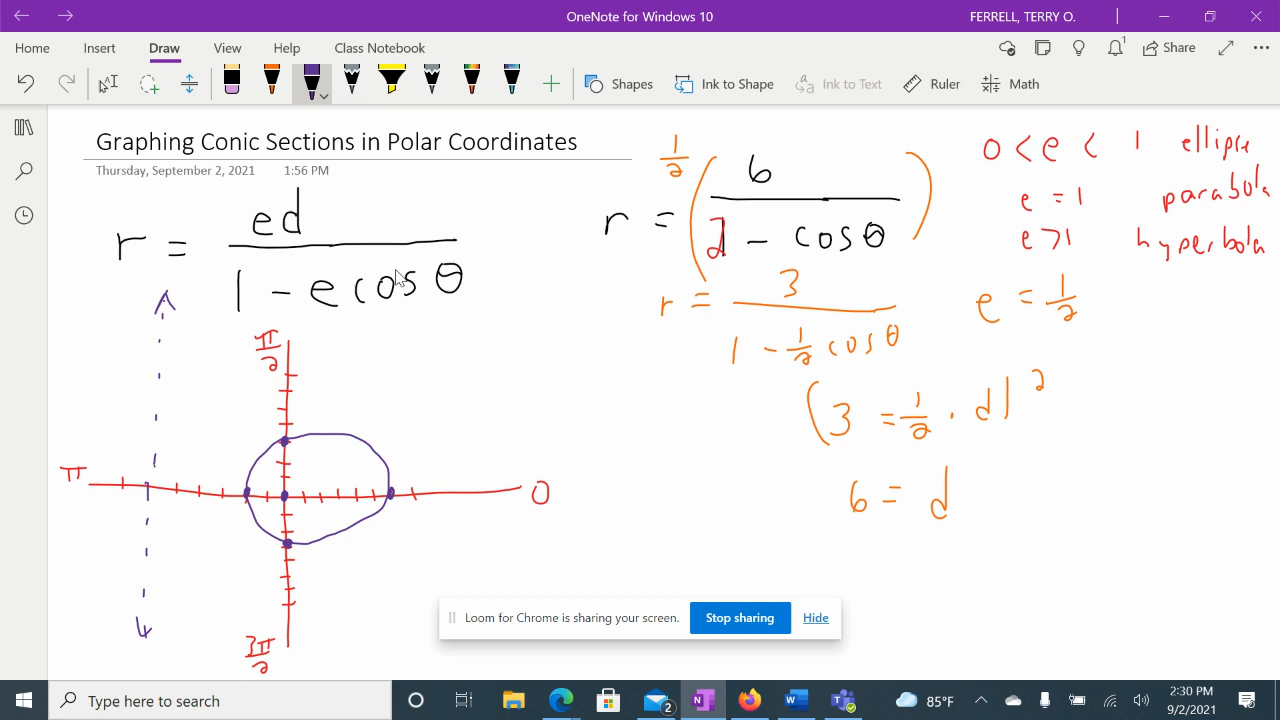 OneNote for Windows 10
FERRELL, TERRY O.
Home Insert Draw View Help Class Notebook
Share
Shapes Ink to Shape Ink to Text Ruler Math
Graphing Conic Sections in Polar Coordinates
Thursday, September 2, 2021 1:56 PM
r = ed / 1 - e cos θ
1/2 ( r = 6 / 2 - cos θ )
0 < e < 1 ellipse
e = 1 parabola
e > 1 hyperbola
r = 3 / 1 - 1/2 cos θ
e = 1/2
(3 = 1/2 · d) 2
6 = d
π/2
π
0
3π/2
Loom for Chrome is sharing your screen. Stop sharing Hide
Type here to search
2
85°F
2:30 PM
9/2/2021